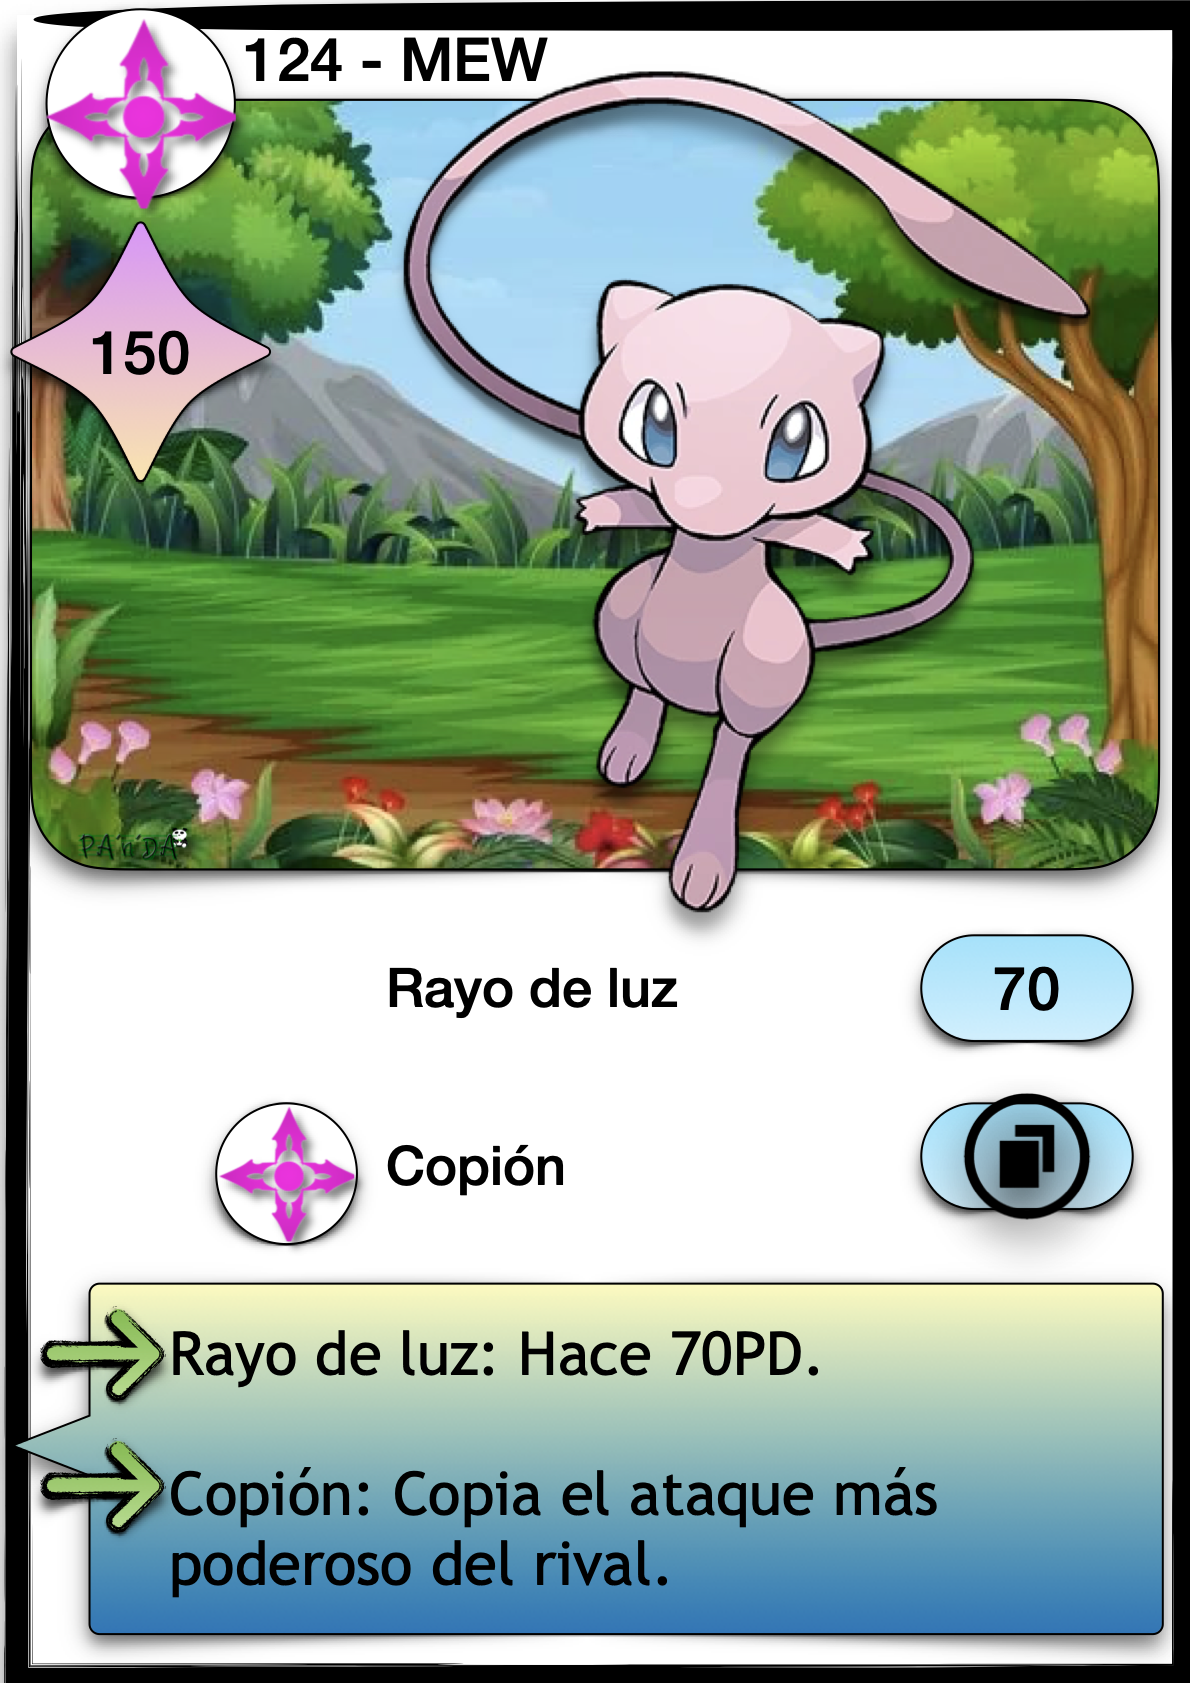 124 - MEW
150
PANDA
Rayo de luz
70
Copión
Rayo de luz: Hace 70PD.
Copión: Copia el ataque más
poderoso del rival.